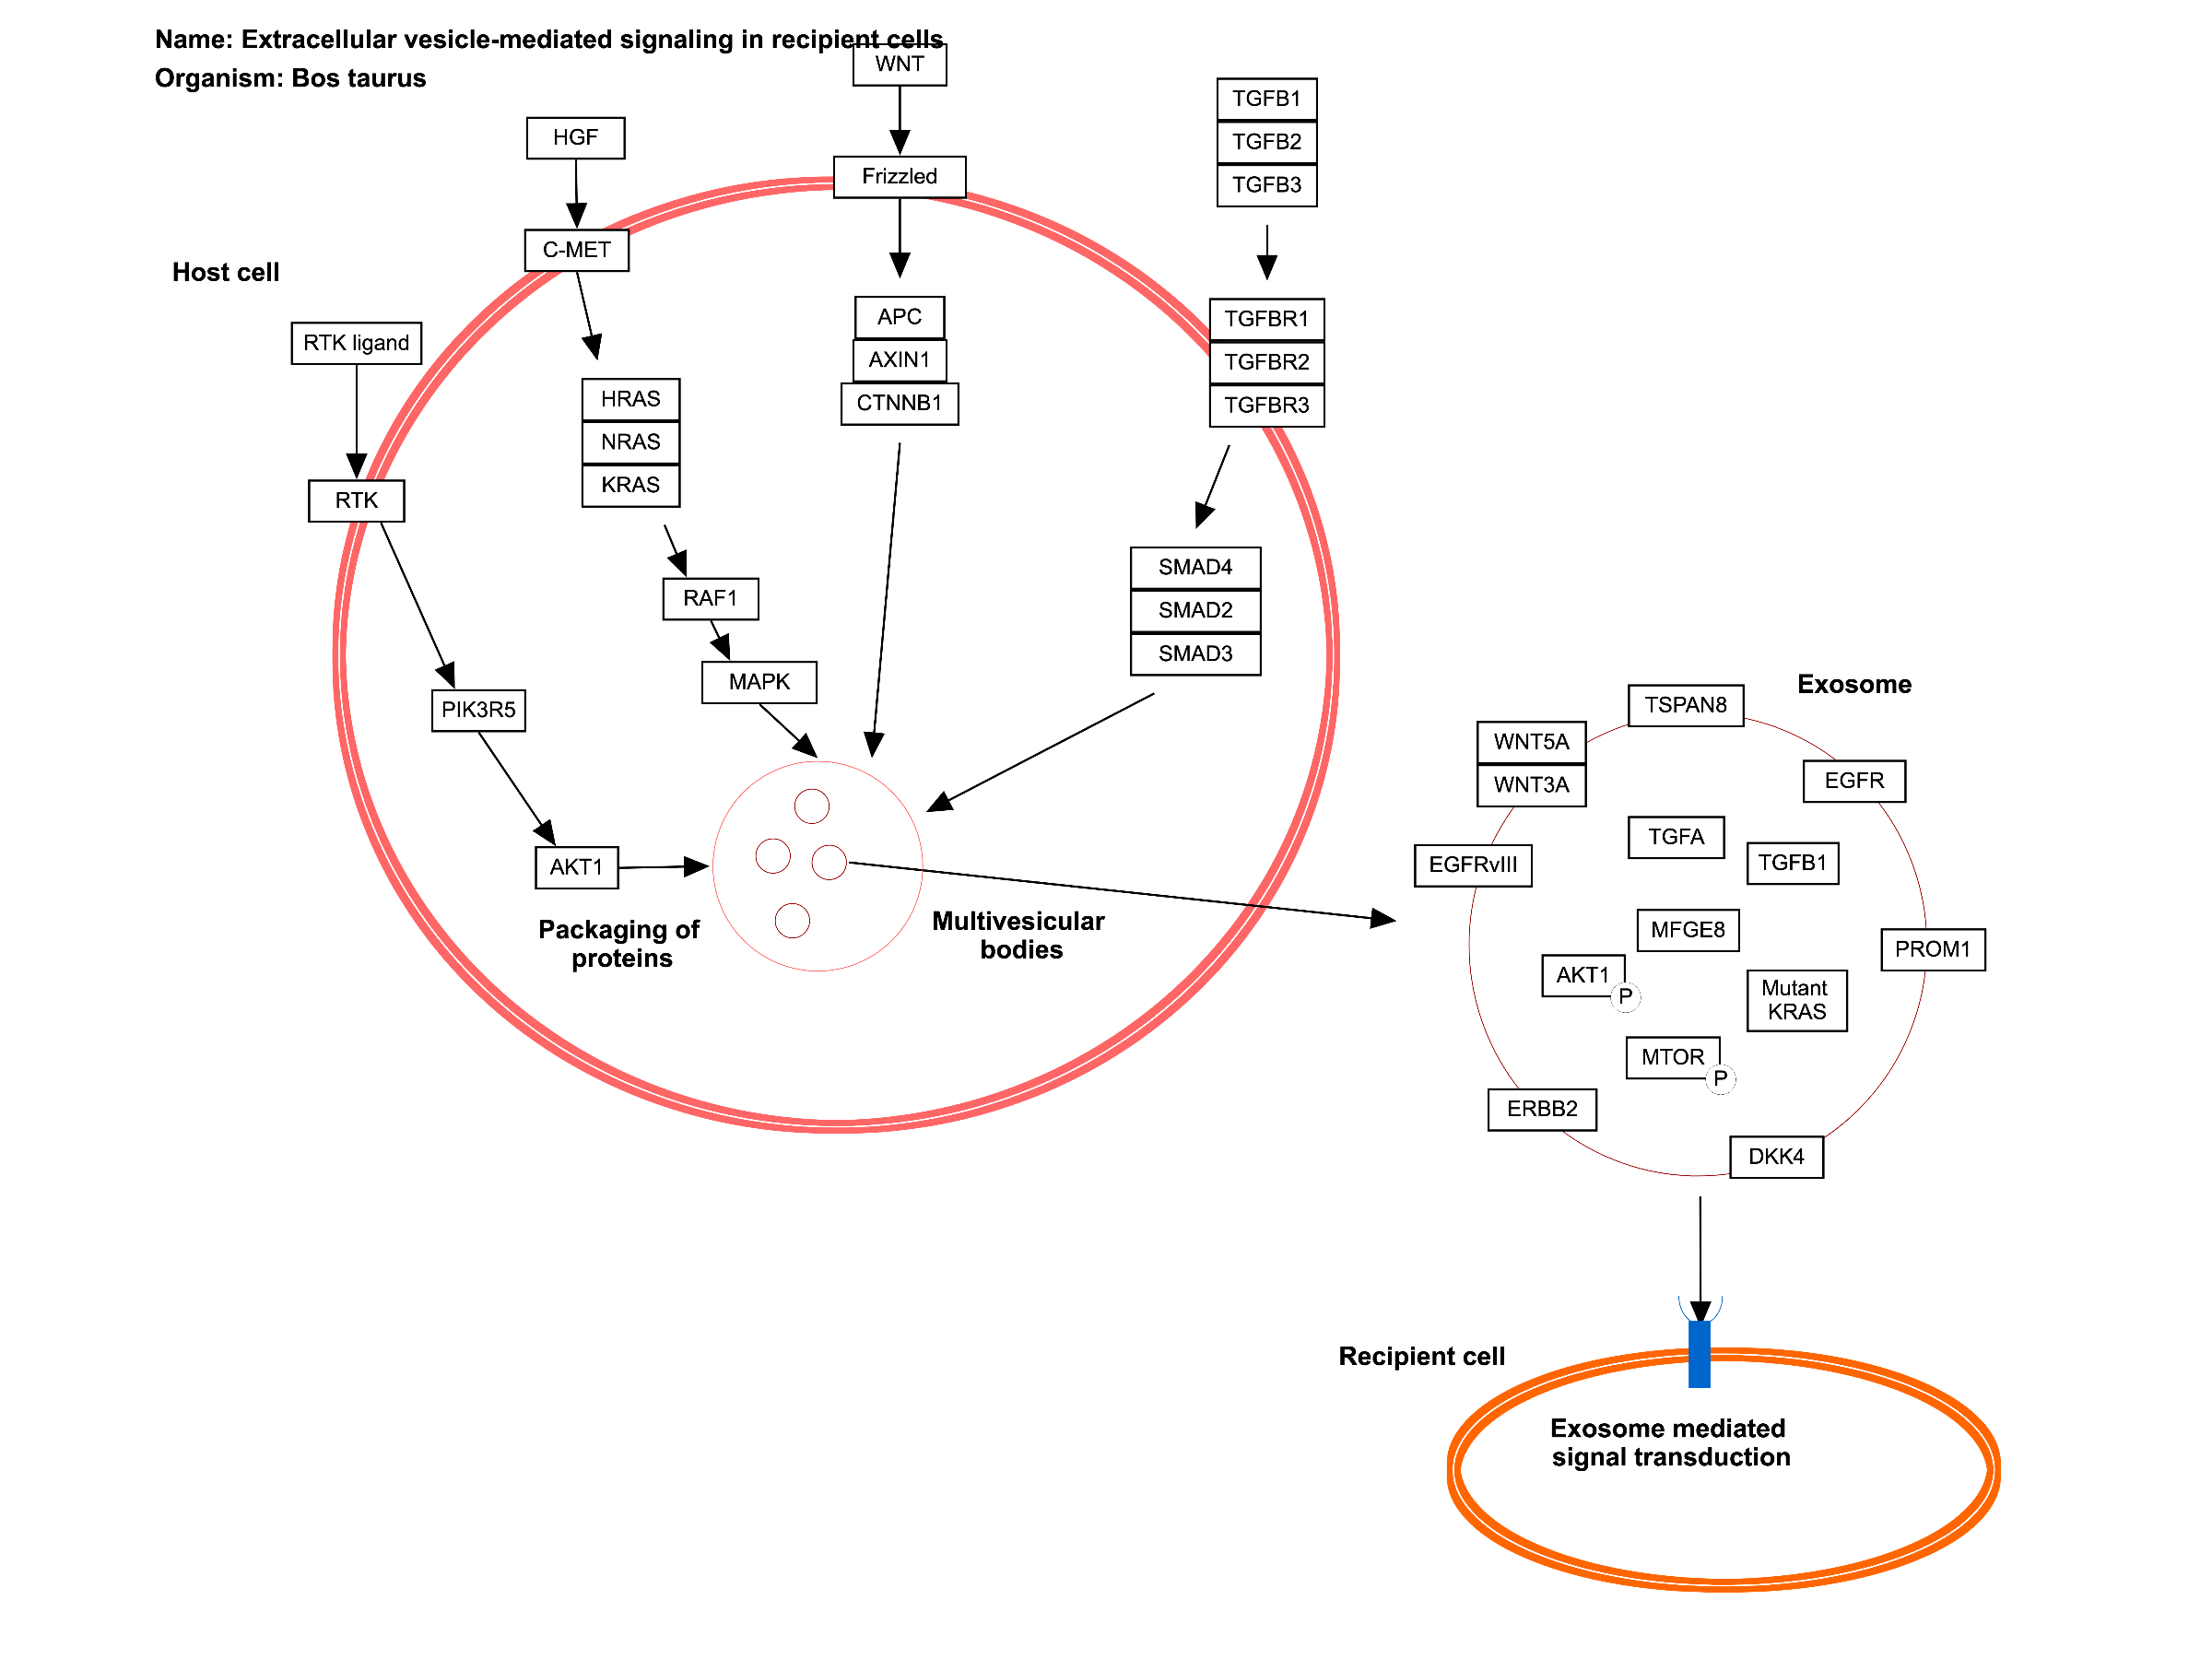 Name: Extracellular vesicle-mediated signaling in recipient cells
Organism: Bos taurus
WNT
HGF
Frizzled
C-MET
Host cell
RTK ligand
RTK
TGFB1
TGFB2
TGFB3
TGFBR1
TGFBR2
TGFBR3
APC
AXIN1
CTNNB1
HRAS
NRAS
KRAS
RAF1
MAPK
PIK3R5
AKT1
SMAD4
SMAD2
SMAD3
Packaging of
proteins
Multivesicular
bodies
Exosome
TSPAN8
WNT5A
WNT3A
EGFR
EGFRvIII
TGFA
TGFB1
MFGE8
PROM1
AKT1
P
Mutant
KRAS
MTOR
P
ERBB2
DKK4
Recipient cell
Exosome mediated
signal transduction